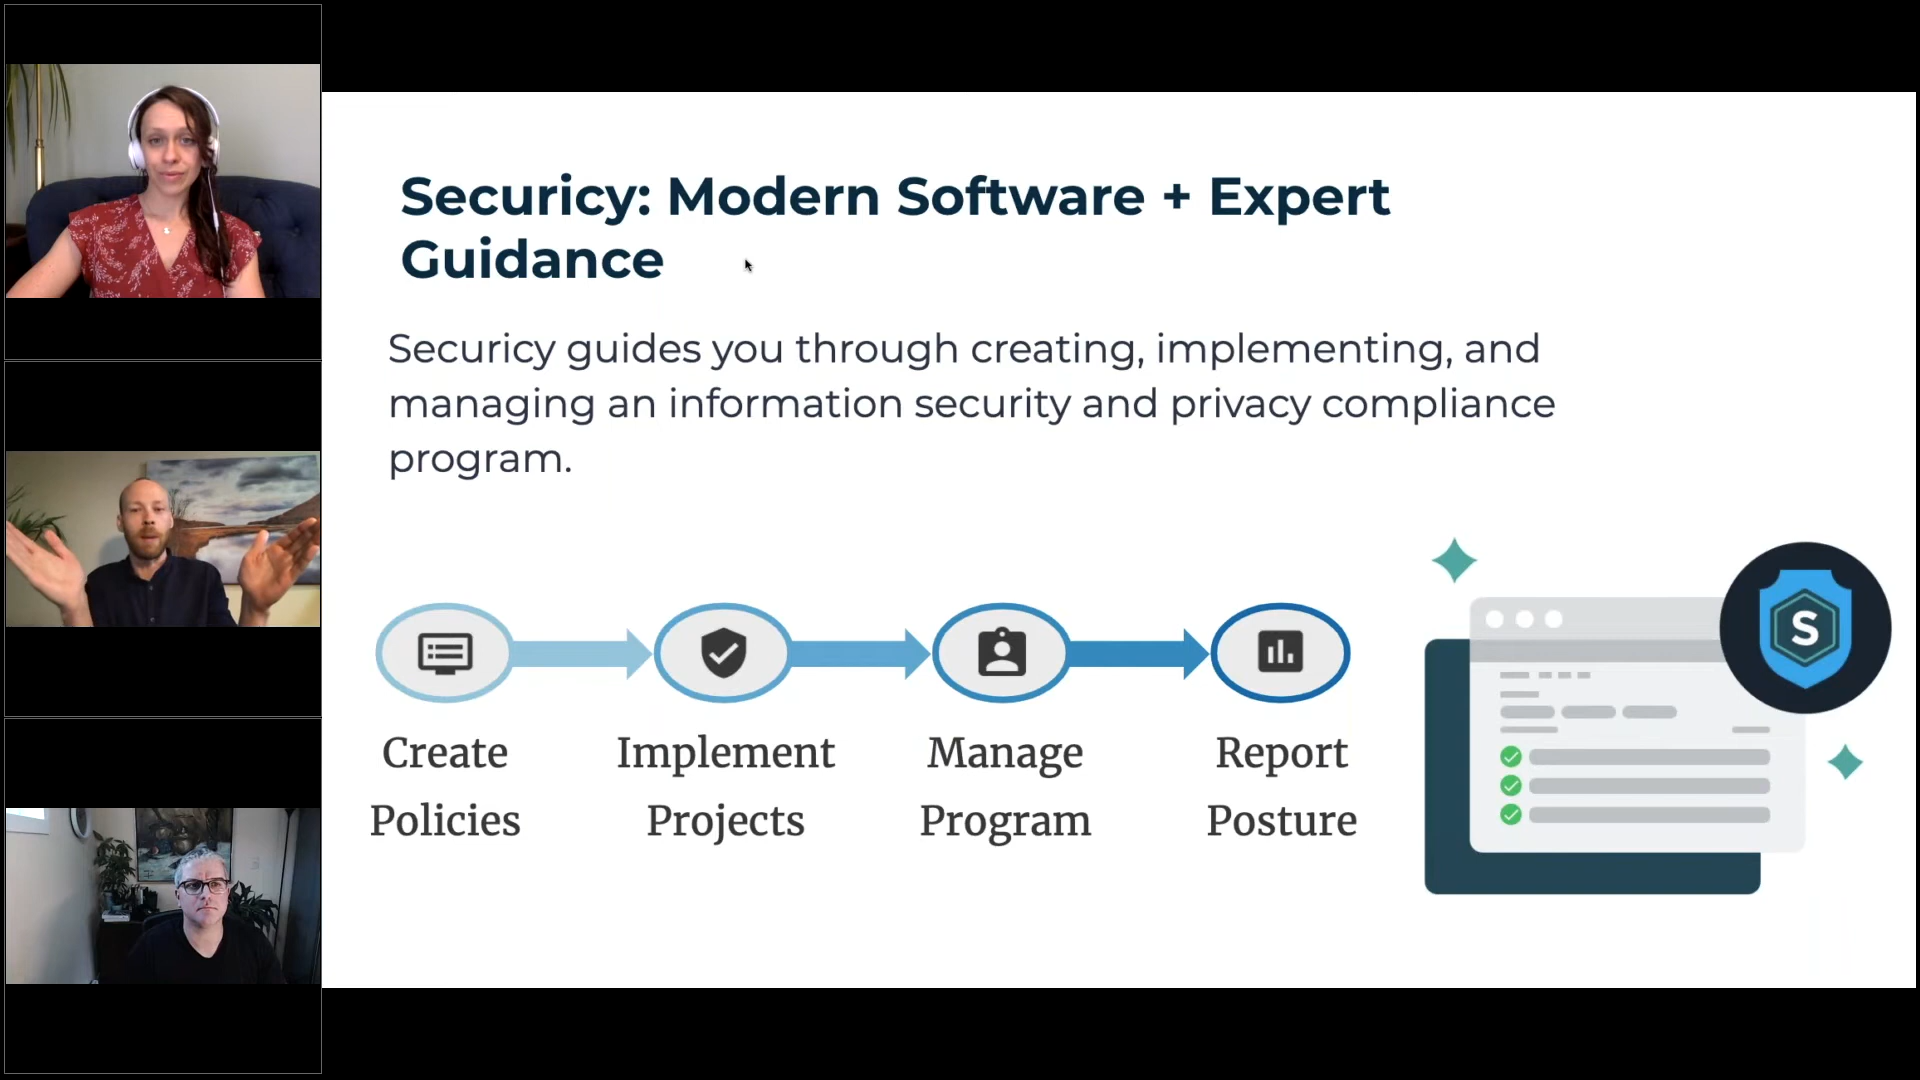 Securicy: Modern Software + Expert
Guidance
Securicy guides you through creating, implementing, and
managing an information security and privacy compliance
program.
Create
Policies
Implement
Projects
Manage
Program
Report
Posture
S